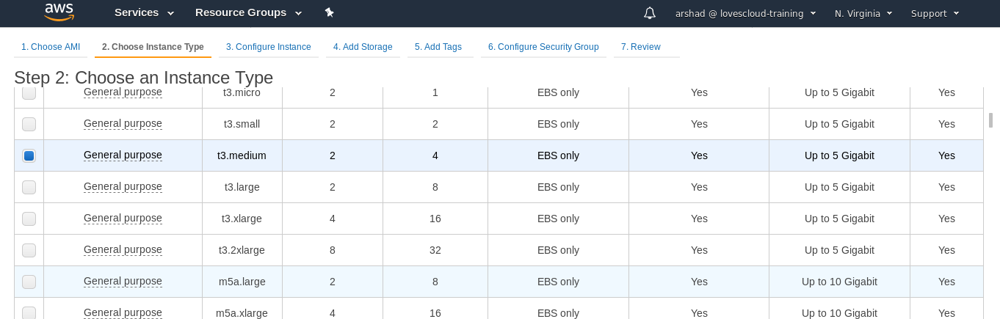 aws Services Resource Groups arshad @ lovescloud-training N. Virginia Support
1. Choose AMI 2. Choose Instance Type 3. Configure Instance 4. Add Storage 5. Add Tags 6. Configure Security Group 7. Review
Step 2: Choose an Instance Type
General purpose t3.micro 2 1 EBS only Yes Up to 5 Gigabit Yes
General purpose t3.small 2 2 EBS only Yes Up to 5 Gigabit Yes
General purpose t3.medium 2 4 EBS only Yes Up to 5 Gigabit Yes
General purpose t3.large 2 8 EBS only Yes Up to 5 Gigabit Yes
General purpose t3.xlarge 4 16 EBS only Yes Up to 5 Gigabit Yes
General purpose t3.2xlarge 8 32 EBS only Yes Up to 5 Gigabit Yes
General purpose m5a.large 2 8 EBS only Yes Up to 10 Gigabit Yes
General purpose m5a.xlarge 4 16 EBS only Yes Up to 10 Gigabit Yes